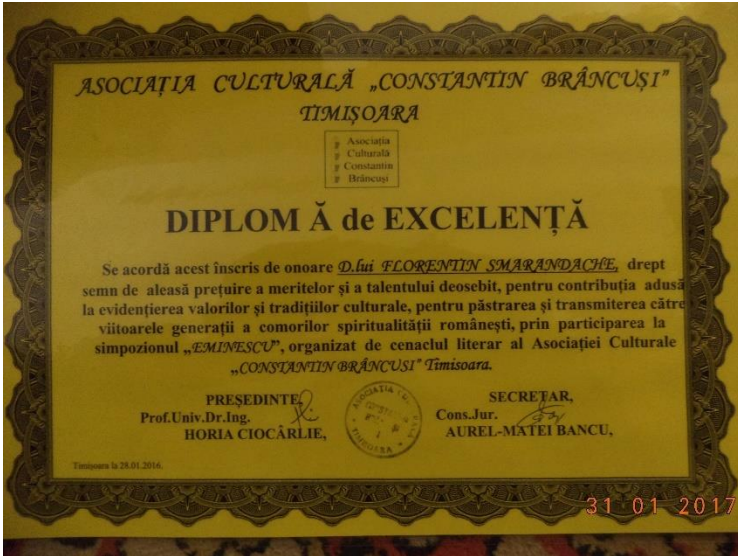 ASOCIAȚIA CULTURALĂ „CONSTANTIN BRÂNCUȘI”
TIMIȘOARA
Asociația
Culturală
Constantin
Brâncuși
DIPLOM Ă de EXCELENȚĂ
Se acordă acest înscris de onoare D.lui FLORENTIN SMARANDACHE, drept
semn de aleasă prețuire a meritelor și a talentului deosebit, pentru contribuția adusă
la evidențierea valorilor și tradițiilor culturale, pentru păstrarea și transmiterea către
viitoarele generații a comorilor spiritualității românești, prin participarea la
simpozionul „EMINESCU”, organizat de cenaclul literar al Asociației Culturale
„CONSTANTIN BRÂNCUSI” Timisoara.
PREȘEDINTE,
Prof.Univ.Dr.Ing.
HORIA CIOCÂRLIE,
ASOCIAȚIA
TIMIȘOARA
SECRETAR,
Cons.Jur.
AUREL-MATEI BANCU,
Timișoara la 28.01.2016.
31 01 2017